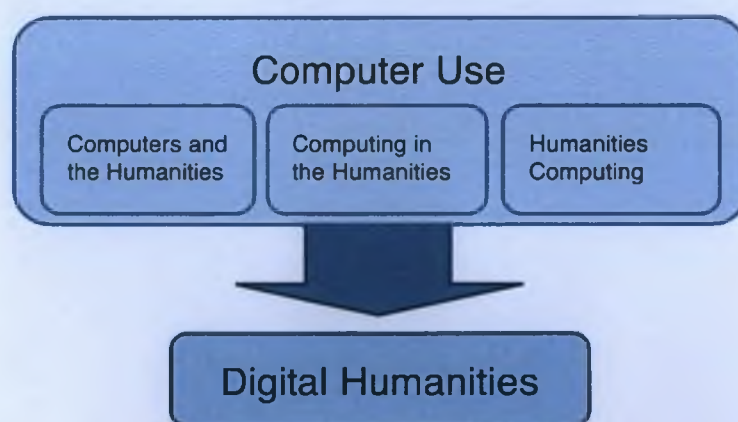 Computer Use
Computers and
the Humanities
Computing in
the Humanities
Humanities
Computing
Digital Humanities